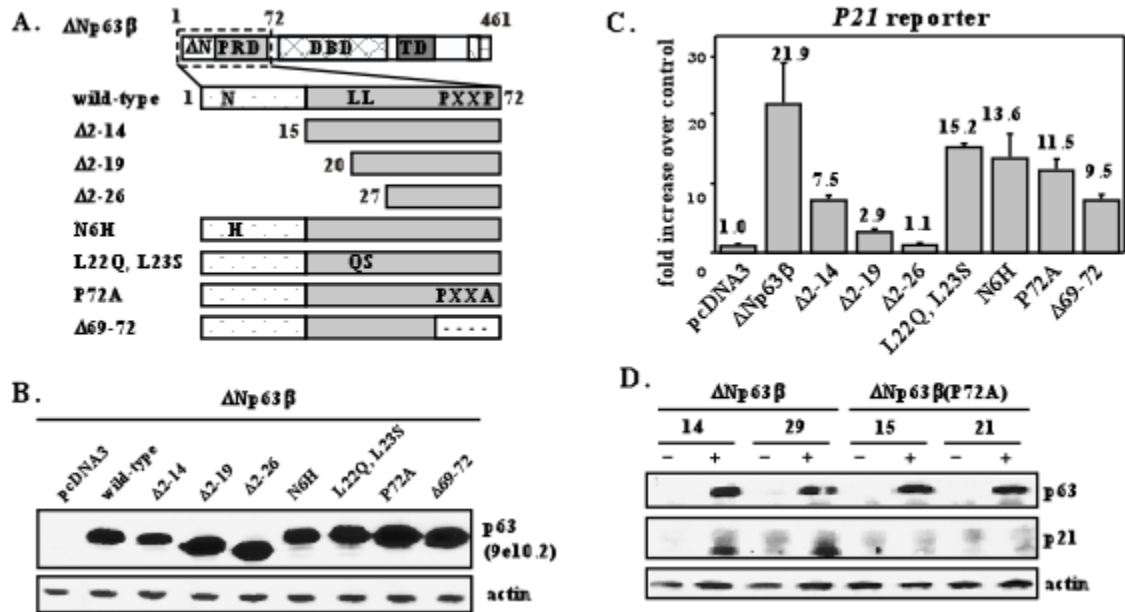 A.
1 72 461
ΔNp63β
ΔN PRD DBD TD
wild-type 1 N LL PXXP 72
Δ2-14 15
Δ2-19 20
Δ2-26 27
N6H H
L22Q, L23S QS
P72A PXXA
Δ69-72 ----
B.
ΔNp63β
pcDNA3 wild-type Δ2-14 Δ2-19 Δ2-26 N6H L22Q, L23S P72A Δ69-72
p63
(9e10.2)
actin
C.
P21 reporter
fold increase over control
30
20
10
0
1.0 21.9 7.5 2.9 1.1 15.2 13.6 11.5 9.5
pcDNA3 ΔNp63β Δ2-14 Δ2-19 Δ2-26 L22Q, L23S N6H P72A Δ69-72
D.
ΔNp63β ΔNp63β(P72A)
14 29 15 21
− + − + − + − +
p63
p21
actin